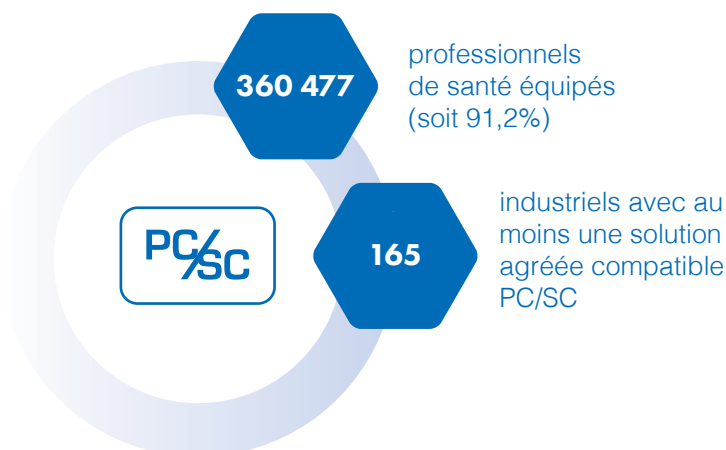 360 477
professionnels
de santé équipés
(soit 91,2%)
PC/SC
165
industriels avec au
moins une solution
agréée compatible
PC/SC